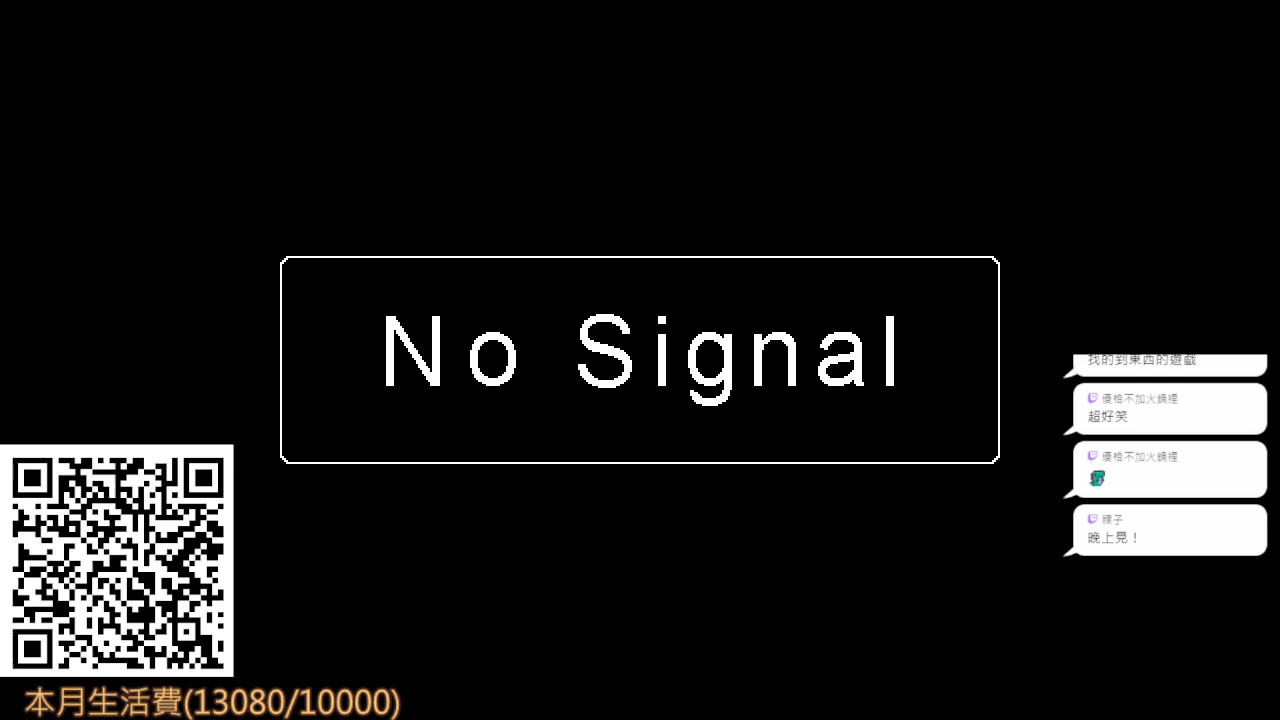 No Signal
找的到東西的遊戲
優格不加火鍋裡
超好笑
優格不加火鍋裡
粿子
晚上見！
本月生活費(13080/10000)